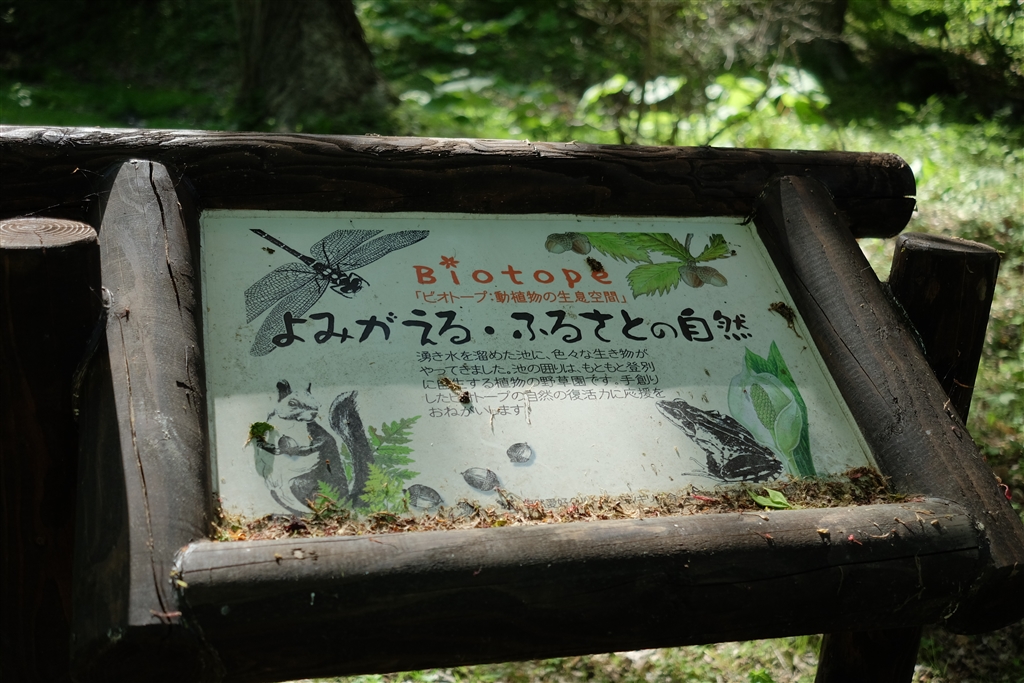 Biotope
「ビオトープ:動植物の生息空間」
よみがえる・ふるさとの自然
湧き水を溜めた池に、色々な生き物が
やってきました。池の囲りは、もともと登別
に する植物の野草園です。手創り
した トープの自然の復活力に応援を
おねがいします